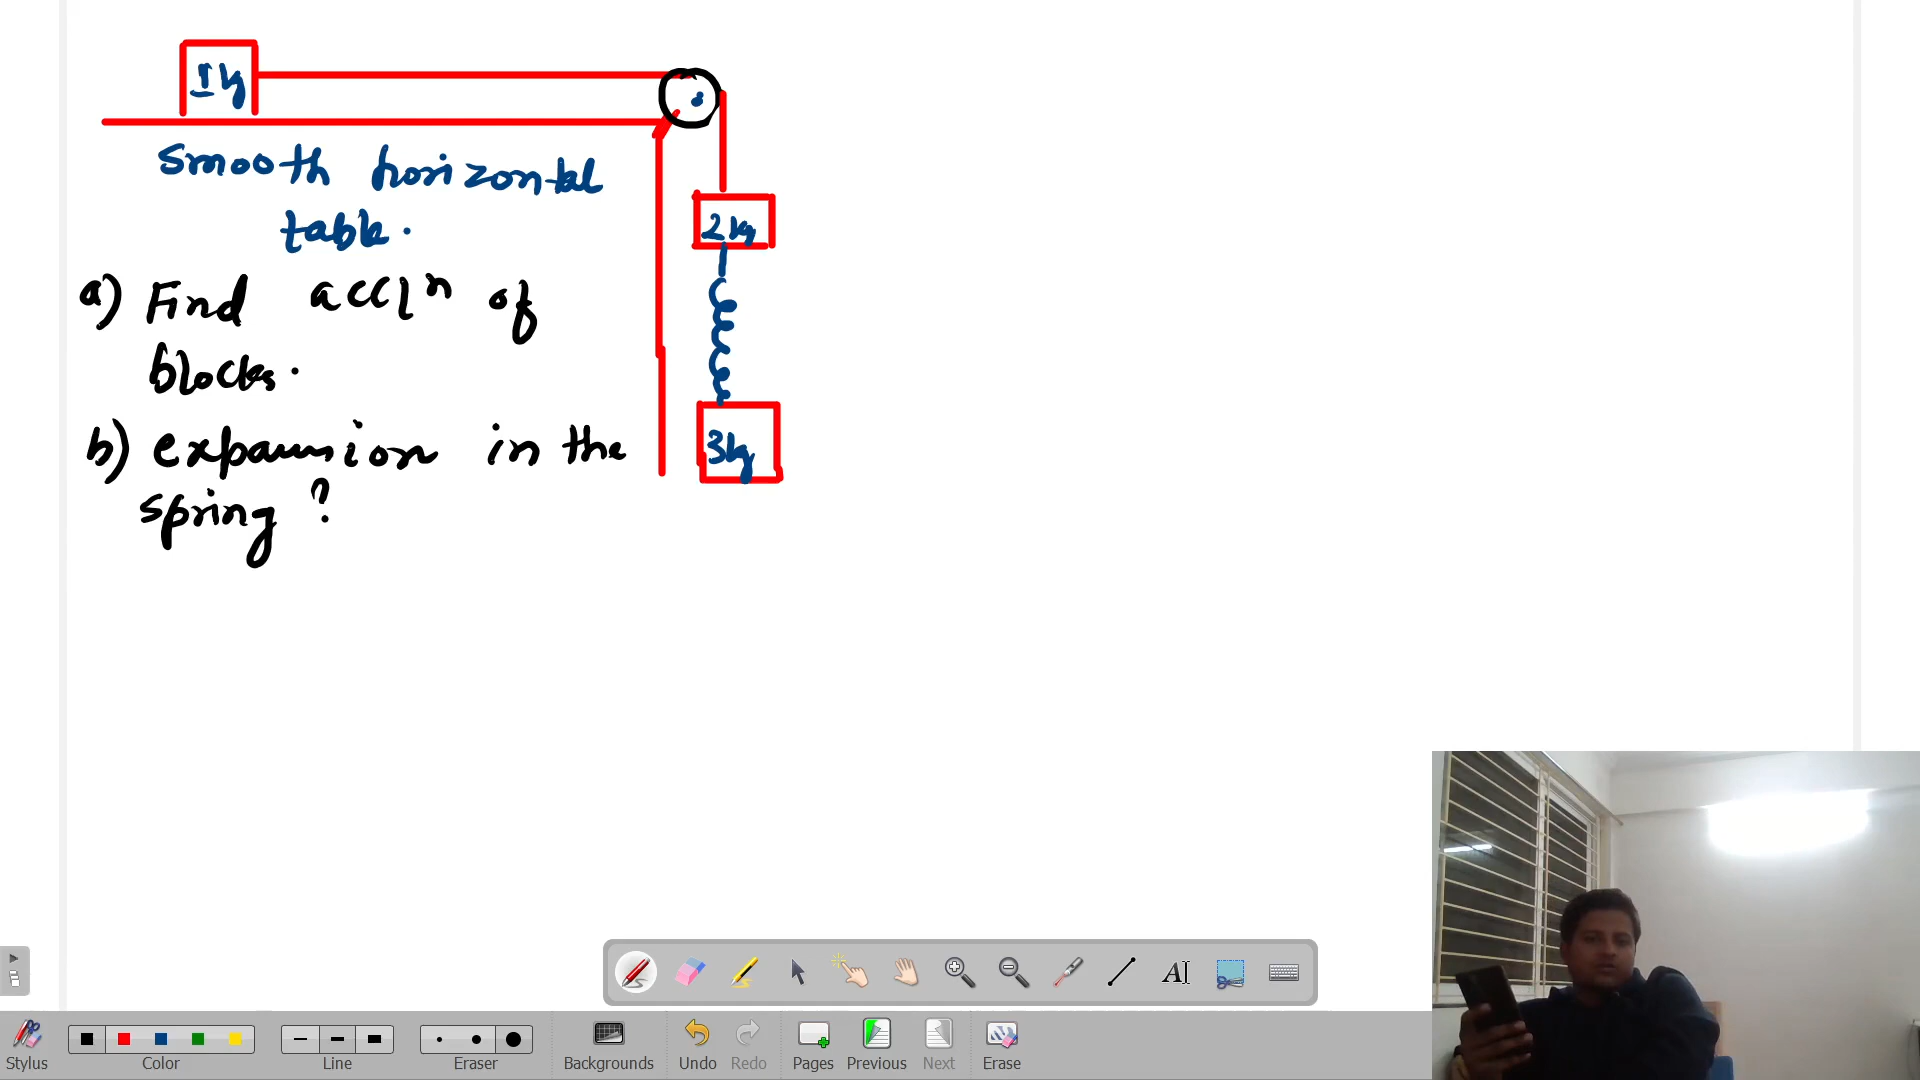 1kg
smooth horizontal
table.
2kg
a) Find accln of
blocks.
3kg
b) expansion in the
spring ?
AI
Stylus
Color
Line
Eraser
Backgrounds
Undo
Redo
Pages
Previous
Next
Erase